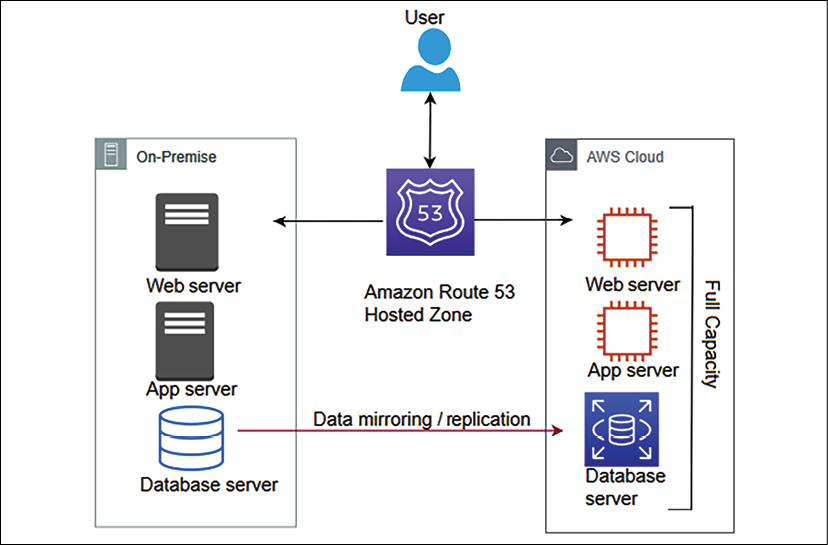 User
On-Premise
AWS Cloud
53
Web server
Amazon Route 53
Hosted Zone
Web server
App server
App server
Full Capacity
Data mirroring / replication
Database server
Database
server